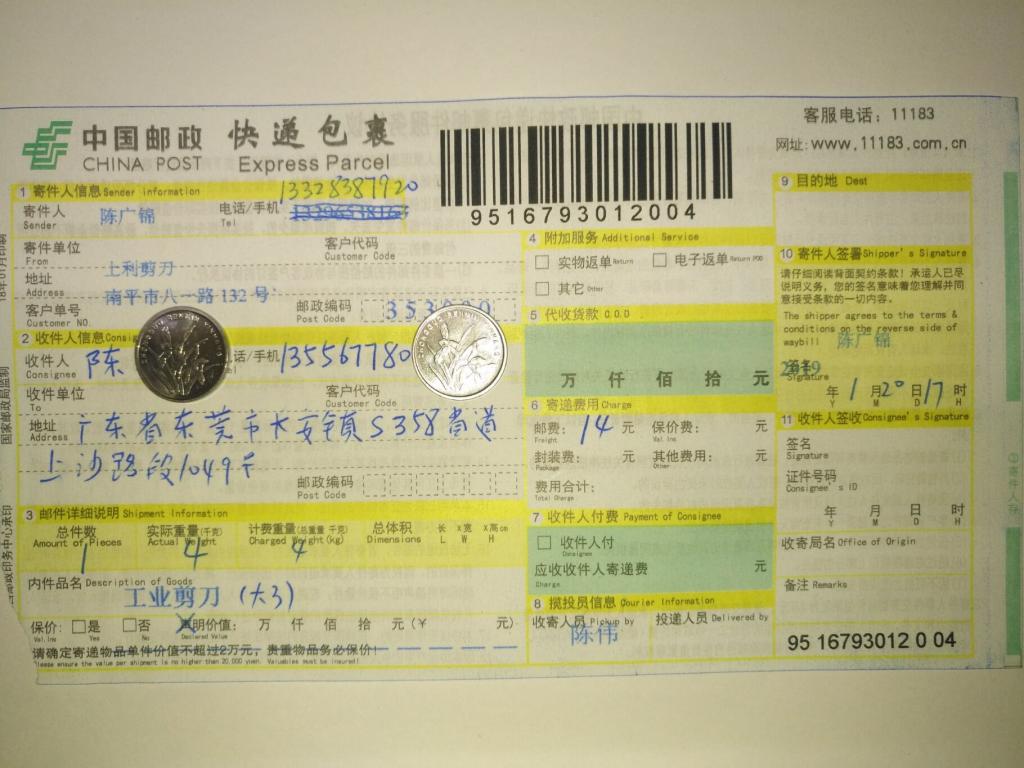 中国邮政 快递包裹
CHINA POST Express Parcel
9516793012004
客服电话：11183
网址：www.11183.com.cn
1 寄件人信息 Sender information
13328387920
寄件人 Sender 陈广锦 电话/手机 Tel
寄件单位 From 上利剪刀 客户代码 Customer Code
地址 Address 南平市八一路 132 号
客户单号 Customer NO. 邮政编码 Post Code
2 收件人信息
收件人 Consignee 陈 话/手机 135567780
收件单位 To 客户代码 Customer Code
地址 Address 广东省东莞市长安镇S358省道
上沙路段1049号
邮政编码 Post Code
3 邮件详细说明 Shipment Information
总件数 Amount of Pieces 1
实际重量(千克) Actual Weight 4
计费重量(总重量 千克) Charged Weight(kg) 4
总体积 Dimensions 长 L x宽 W x高cm H
内件品名 Description of Goods
工业剪刀 (大3)
保价： Val.Ins 是 Yes 否 No 声明价值： Declared Value 万 仟 佰 拾 元(￥ 元)
请确定寄递物品单件价值不超过2万元，贵重物品务必保价！
Please ensure the value per shipment is no higher than 20,000 yuan. Valuables must be insured!
4 附加服务 Additional Service
实物返单 Return 电子返单 Return POD
其它 Other
5 代收货款 C.O.D.
万 仟 佰 拾 元
6 寄递费用 Charge
邮费： Freight 14 元 保价费： Val.Ins 元
封装费： Package 元 其他费用： Other 元
费用合计： Total Charge
7 收件人付费 Payment of Consignee
收件人付 Consignee
应收收件人寄递费 Charge 元
8 揽投员信息 Courier Information
收寄人员 Pickup by 投递人员 Delivered by
陈伟
9 目的地 Dest
10 寄件人签署 Shipper's Signature
请仔细阅读背面契约条款！承运人已尽
说明义务，您的签名意味着您理解并同
意接受条款的一切内容。
The shipper agrees to the terms &
conditions on the reverse side of
waybill 陈广锦
签名 Signature
2019 年 Y 1 月 M 20 日 D 17 时 H
11 收件人签收 Consignee's Signature
签名 Signature
证件号码 Consignee's ID
年 Y 月 M 日 D 时 H
收寄局名 Office of Origin
备注 Remarks
95 16793012 0 04